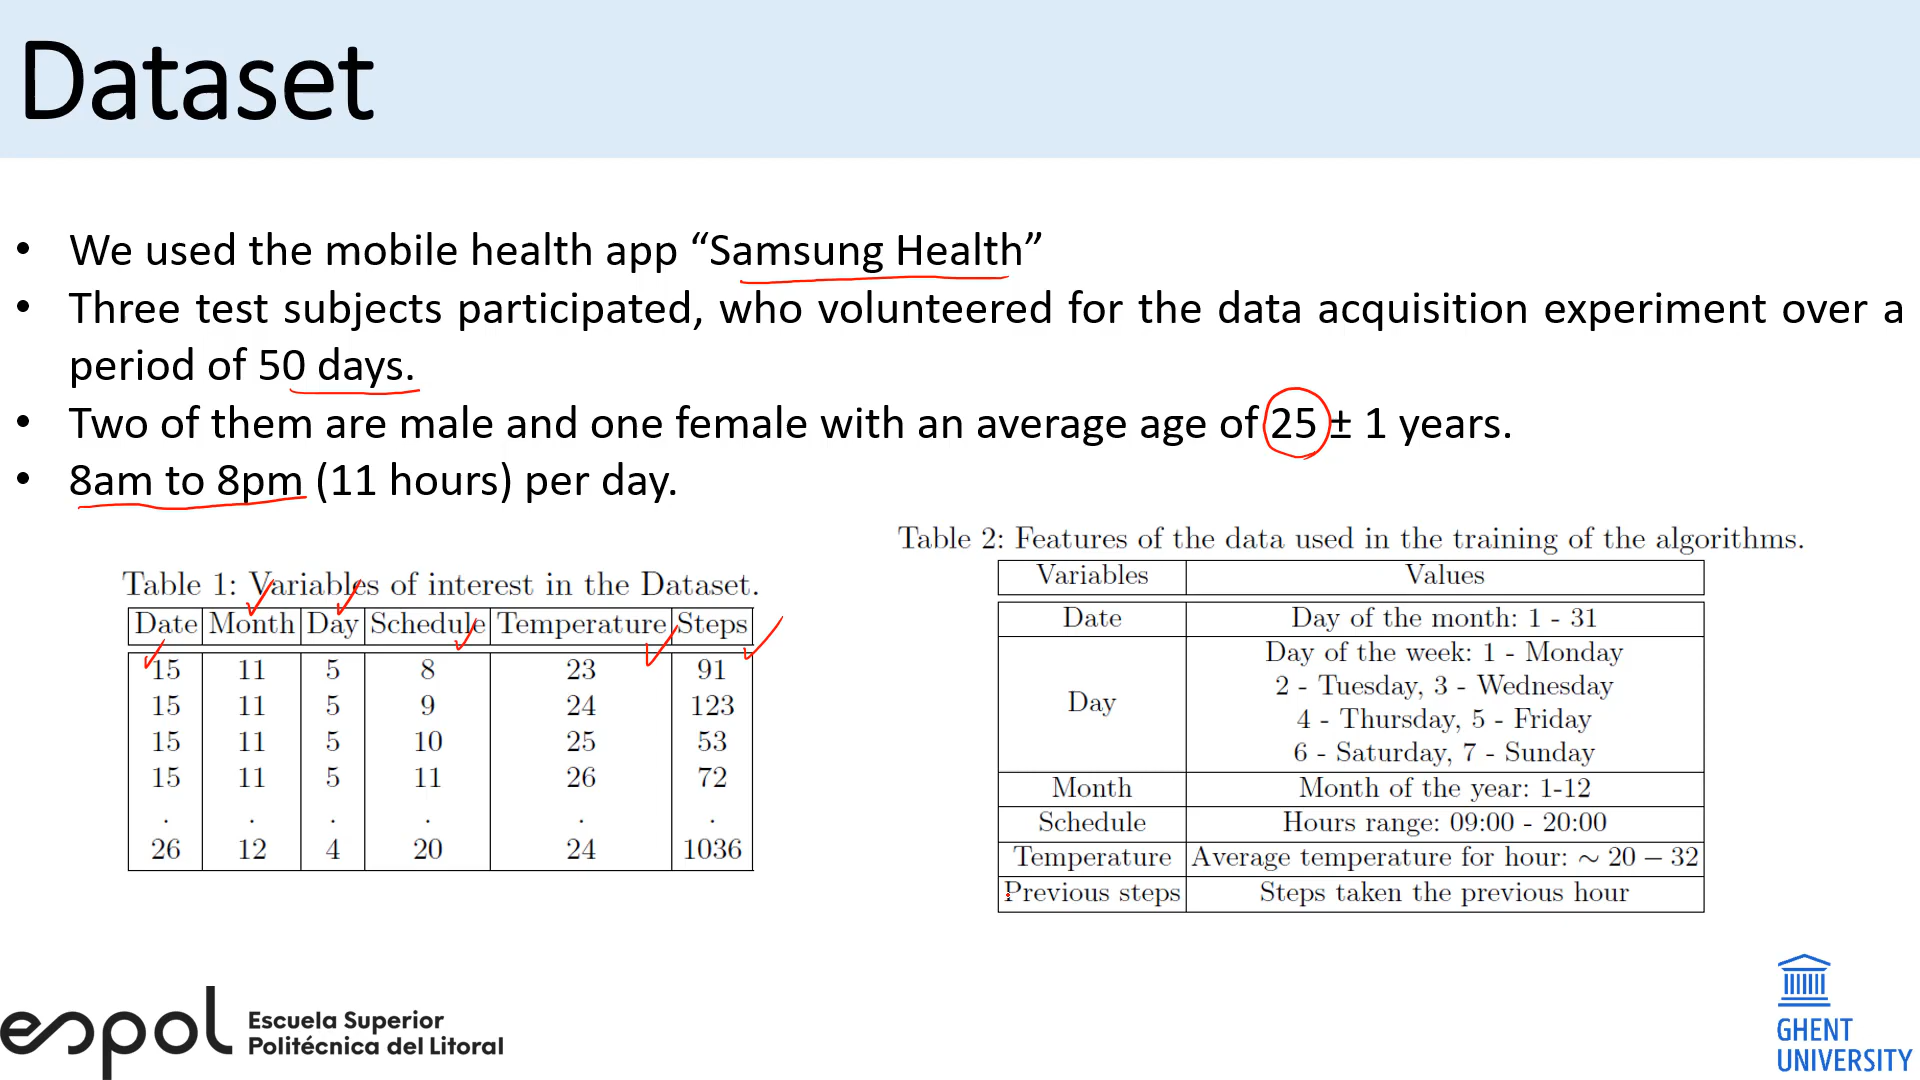 Dataset
• We used the mobile health app “Samsung Health”
• Three test subjects participated, who volunteered for the data acquisition experiment over a
period of 50 days.
• Two of them are male and one female with an average age of 25 ± 1 years.
• 8am to 8pm (11 hours) per day.
Table 1: Variables of interest in the Dataset.
Date Month Day Schedule Temperature Steps
15 11 5 8 23 91
15 11 5 9 24 123
15 11 5 10 25 53
15 11 5 11 26 72
. . . . . .
26 12 4 20 24 1036
Table 2: Features of the data used in the training of the algorithms.
Variables Values
Date Day of the month: 1 - 31
Day Day of the week: 1 - Monday
2 - Tuesday, 3 - Wednesday
4 - Thursday, 5 - Friday
6 - Saturday, 7 - Sunday
Month Month of the year: 1-12
Schedule Hours range: 09:00 - 20:00
Temperature Average temperature for hour: ∼ 20 − 32
Previous steps Steps taken the previous hour
espol Escuela Superior
Politécnica del Litoral
GHENT
UNIVERSITY